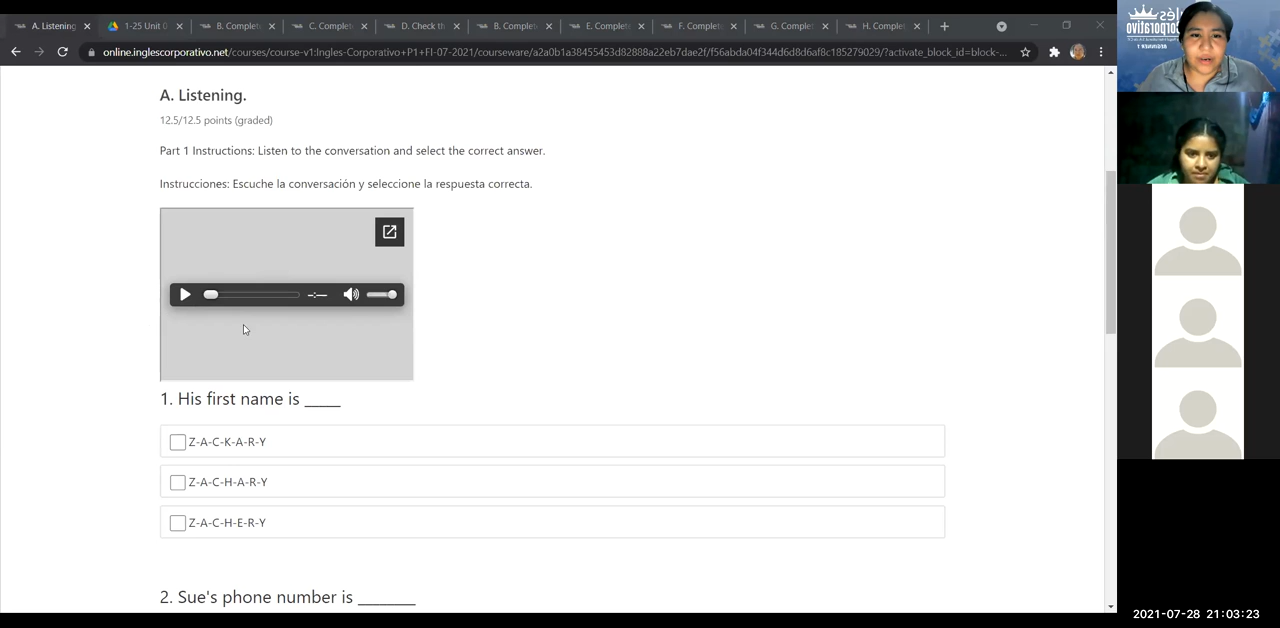 A. Listening
1-25 Unit 0
B. Complet
C. Complet
D. Check th
B. Complet
E. Complet
F. Complet
G. Complet
H. Complet
online.inglescorporativo.net/courses/course-v1:Ingles-Corporativo+P1+FI-07-2021/courseware/a2a0b1a38455453d82888a22eb7dae2f/f56abda04f344d6d8d6af8c185279029/?activate_block_id=block-...
A. Listening.
12.5/12.5 points (graded)
Part 1 Instructions: Listen to the conversation and select the correct answer.
Instrucciones: Escuche la conversación y seleccione la respuesta correcta.
-:--
1. His first name is _____
Z-A-C-K-A-R-Y
Z-A-C-H-A-R-Y
Z-A-C-H-E-R-Y
2. Sue's phone number is ________
2021-07-28 21:03:23